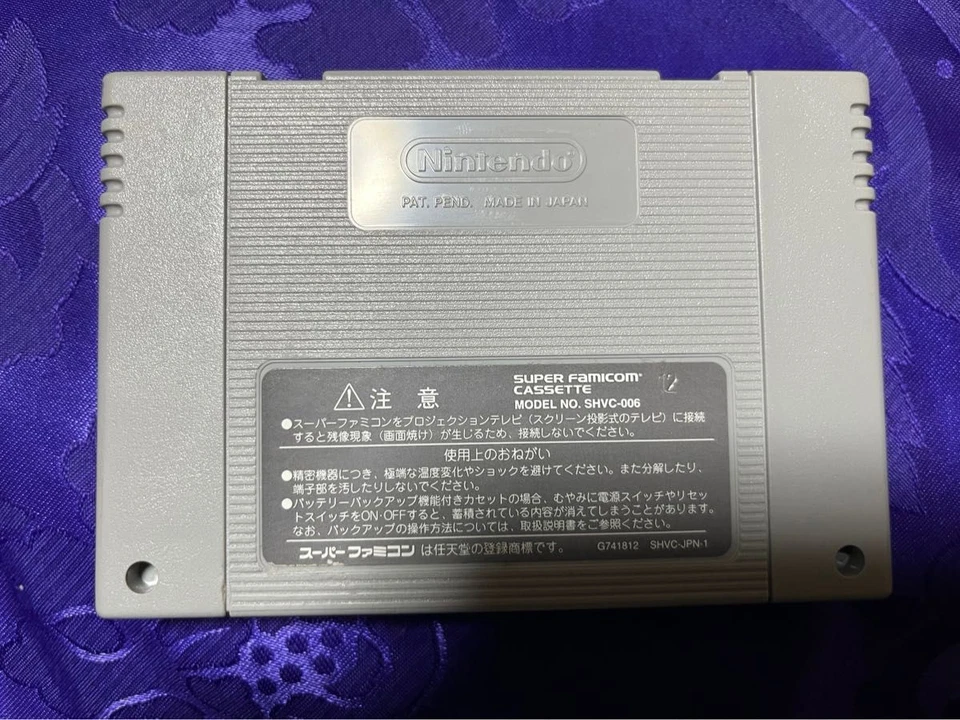 Nintendo
PAT. PEND. MADE IN JAPAN
⚠注意
SUPER FAMICOM
CASSETTE
MODEL NO. SHVC-006
12
●スーパーファミコンをプロジェクションテレビ（スクリーン投影式のテレビ）に接続
すると残像現象（画面焼け）が生じるため、接続しないでください。
使用上のおねがい
●精密機器につき、極端な温度変化やショックを避けてください。また分解したり、
端子部を汚したりしないでください。
●バッテリーバックアップ機能付きカセットの場合、むやみに電源スイッチやリセッ
トスイッチをON・OFFすると、蓄積されている内容が消えてしまうことがあります。
なお、バックアップの操作方法については、取扱説明書をご参照ください。
スーパーファミコンは任天堂の登録商標です。 G741812 SHVC-JPN-1